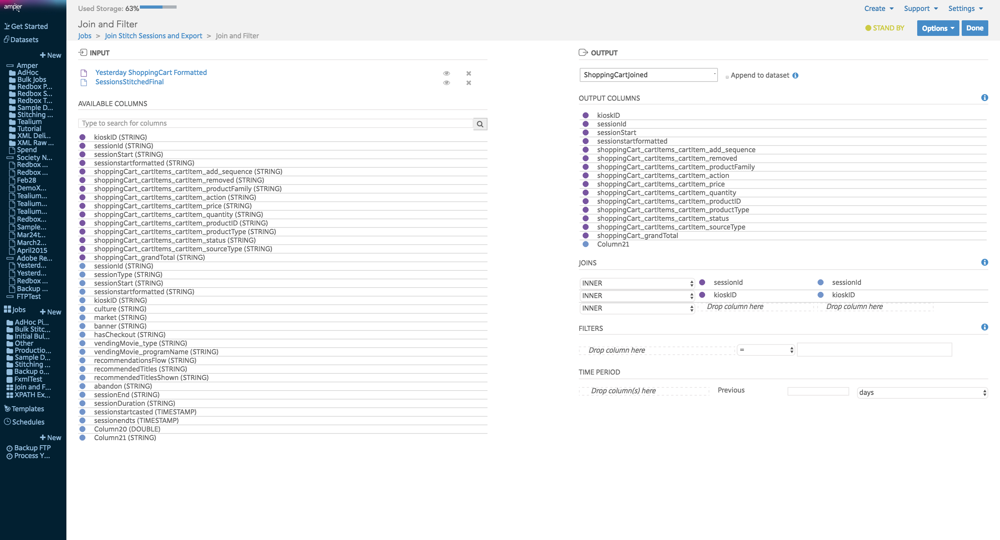 amper
Used Storage: 63%
Create
Support
Settings
Join and Filter
Jobs > Join Stitch Sessions and Export > Join and Filter
STAND BY
Options
Done
Get Started
Datasets
New
Amper
AdHoc
Bulk Jobs
Redbox P...
Redbox S...
Redbox T...
Sample D...
Stitching ...
Tealium
Tutorial
XML Deli...
XML Raw ...
Spend
Society N...
Redbox ...
Redbox ...
Feb28
DemoX...
Tealium...
Tealium...
Tealium...
Redbox...
Sample...
Mar24t...
March2...
April2015
Adobe Re...
Yesterd...
Yesterd...
Redbox ...
Backup ...
FTPTest
Jobs
New
AdHoc Pi...
Bulk Stitc...
Initial Bul...
Other
Productio...
Sample D...
Stitching ...
Backup o...
FxmlTest
Join and F...
XPATH Ex...
Templates
Schedules
New
Backup FTP
Process Y...
INPUT
Yesterday ShoppingCart Formatted
SessionsStitchedFinal
AVAILABLE COLUMNS
Type to search for columns
kioskID (STRING)
sessionId (STRING)
sessionStart (STRING)
sessionstartformatted (STRING)
shoppingCart_cartItems_cartItem_add_sequence (STRING)
shoppingCart_cartItems_cartItem_removed (STRING)
shoppingCart_cartItems_cartItem_productFamily (STRING)
shoppingCart_cartItems_cartItem_action (STRING)
shoppingCart_cartItems_cartItem_price (STRING)
shoppingCart_cartItems_cartItem_quantity (STRING)
shoppingCart_cartItems_cartItem_productID (STRING)
shoppingCart_cartItems_cartItem_productType (STRING)
shoppingCart_cartItems_cartItem_status (STRING)
shoppingCart_cartItems_cartItem_sourceType (STRING)
shoppingCart_grandTotal (STRING)
sessionId (STRING)
sessionType (STRING)
sessionStart (STRING)
sessionstartformatted (STRING)
kioskID (STRING)
culture (STRING)
market (STRING)
banner (STRING)
hasCheckout (STRING)
vendingMovie_type (STRING)
vendingMovie_programName (STRING)
recommendationsFlow (STRING)
recommendedTitles (STRING)
recommendedTitlesShown (STRING)
abandon (STRING)
sessionEnd (STRING)
sessionDuration (STRING)
sessionstartcasted (TIMESTAMP)
sessionendts (TIMESTAMP)
Column20 (DOUBLE)
Column21 (STRING)
OUTPUT
ShoppingCartJoined
Append to dataset
OUTPUT COLUMNS
kioskID
sessionId
sessionStart
sessionstartformatted
shoppingCart_cartItems_cartItem_add_sequence
shoppingCart_cartItems_cartItem_removed
shoppingCart_cartItems_cartItem_productFamily
shoppingCart_cartItems_cartItem_action
shoppingCart_cartItems_cartItem_price
shoppingCart_cartItems_cartItem_quantity
shoppingCart_cartItems_cartItem_productID
shoppingCart_cartItems_cartItem_productType
shoppingCart_cartItems_cartItem_status
shoppingCart_cartItems_cartItem_sourceType
shoppingCart_grandTotal
Column21
JOINS
INNER sessionId sessionId
INNER kioskID kioskID
INNER Drop column here Drop column here
FILTERS
Drop column here =
TIME PERIOD
Drop column(s) here Previous days